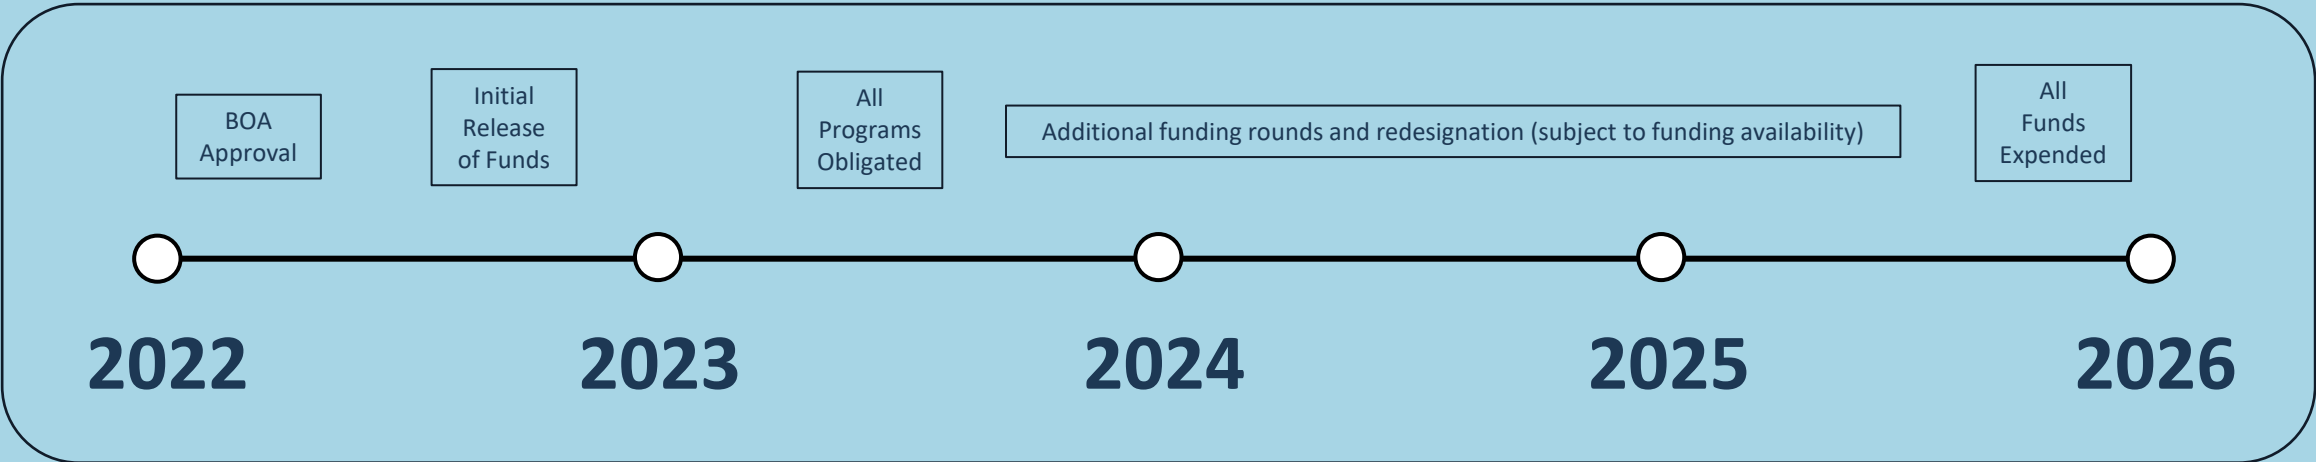 BOA
Approval
Initial
Release
of Funds
All
Programs
Obligated
Additional funding rounds and redesignation (subject to funding availability)
All
Funds
Expended
2022
2023
2024
2025
2026